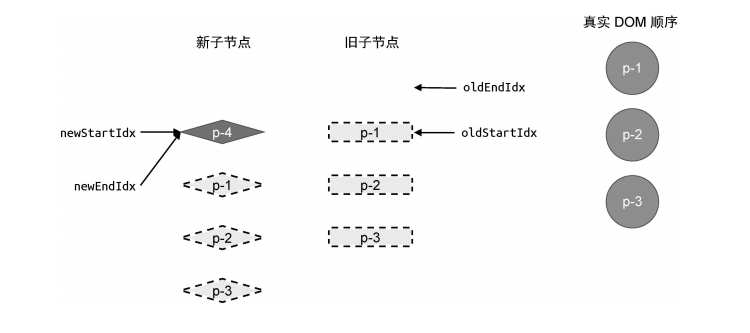 真实 DOM 顺序
新子节点
旧子节点
p-1
oldEndIdx
newStartIdx
p-4
p-1
oldStartIdx
p-2
newEndIdx
p-1
p-2
p-3
p-2
p-3
p-3